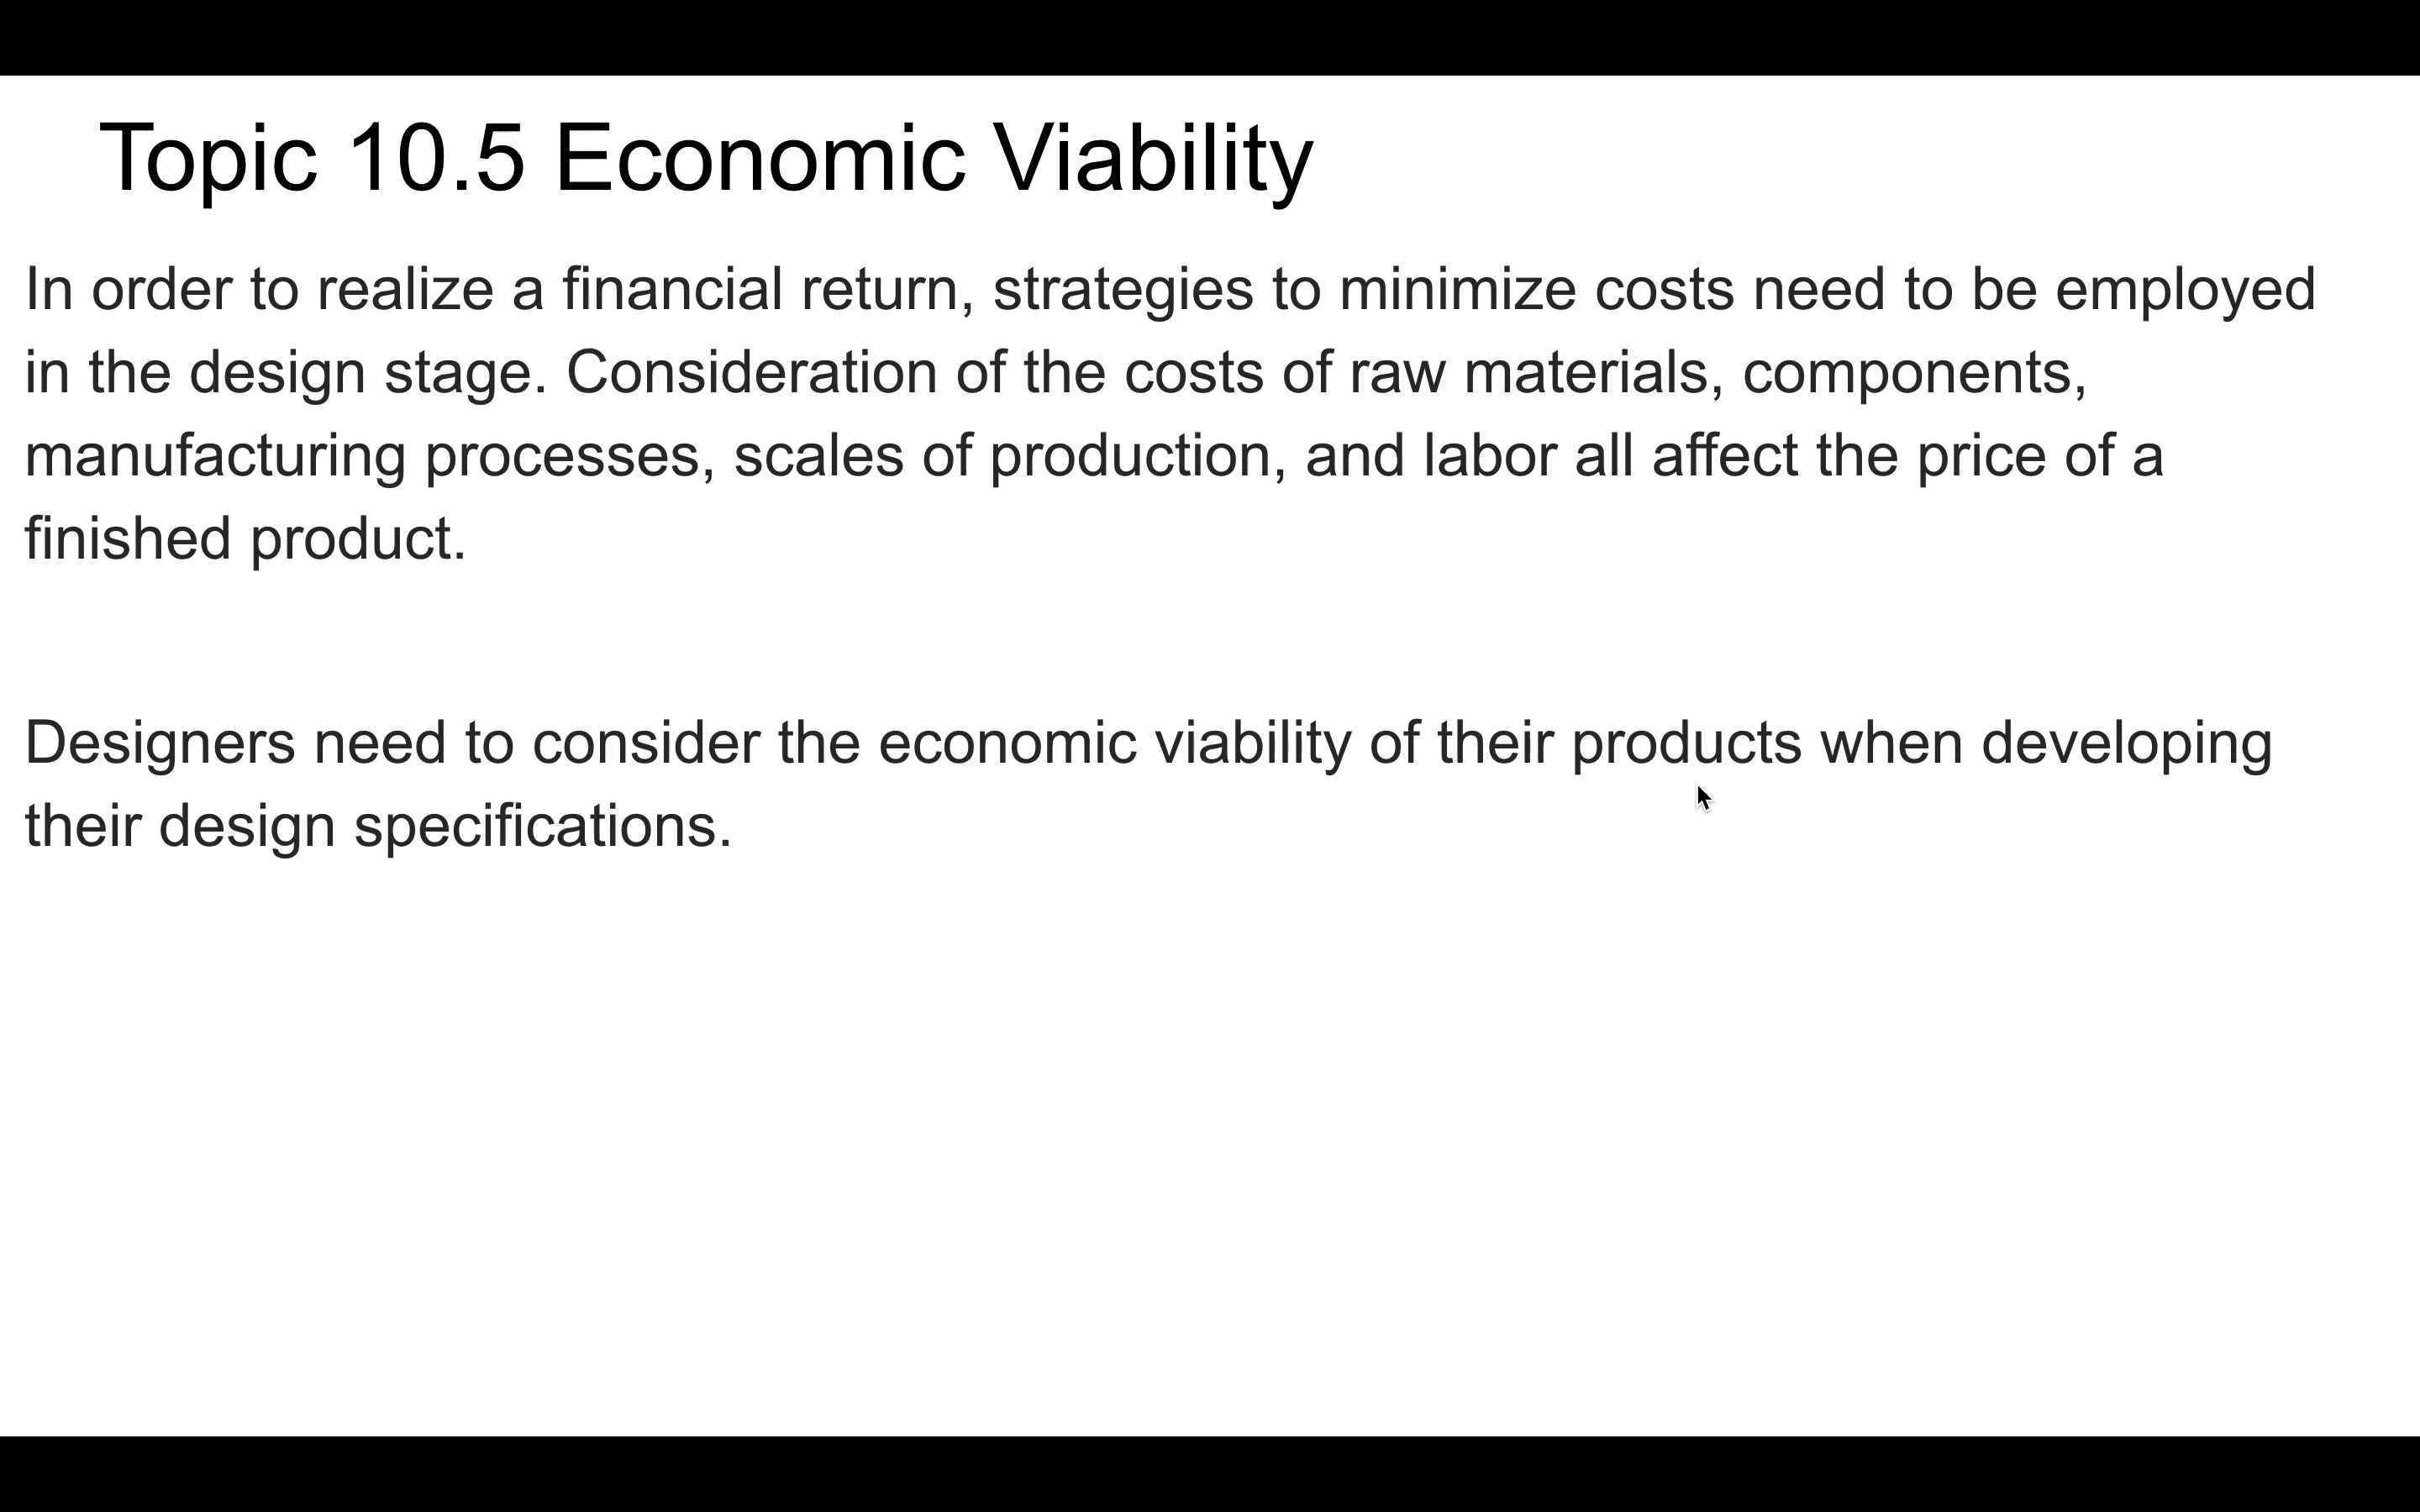 Topic 10.5 Economic Viability
In order to realize a financial return, strategies to minimize costs need to be employed
in the design stage. Consideration of the costs of raw materials, components,
manufacturing processes, scales of production, and labor all affect the price of a
finished product.
Designers need to consider the economic viability of their products when developing
their design specifications.